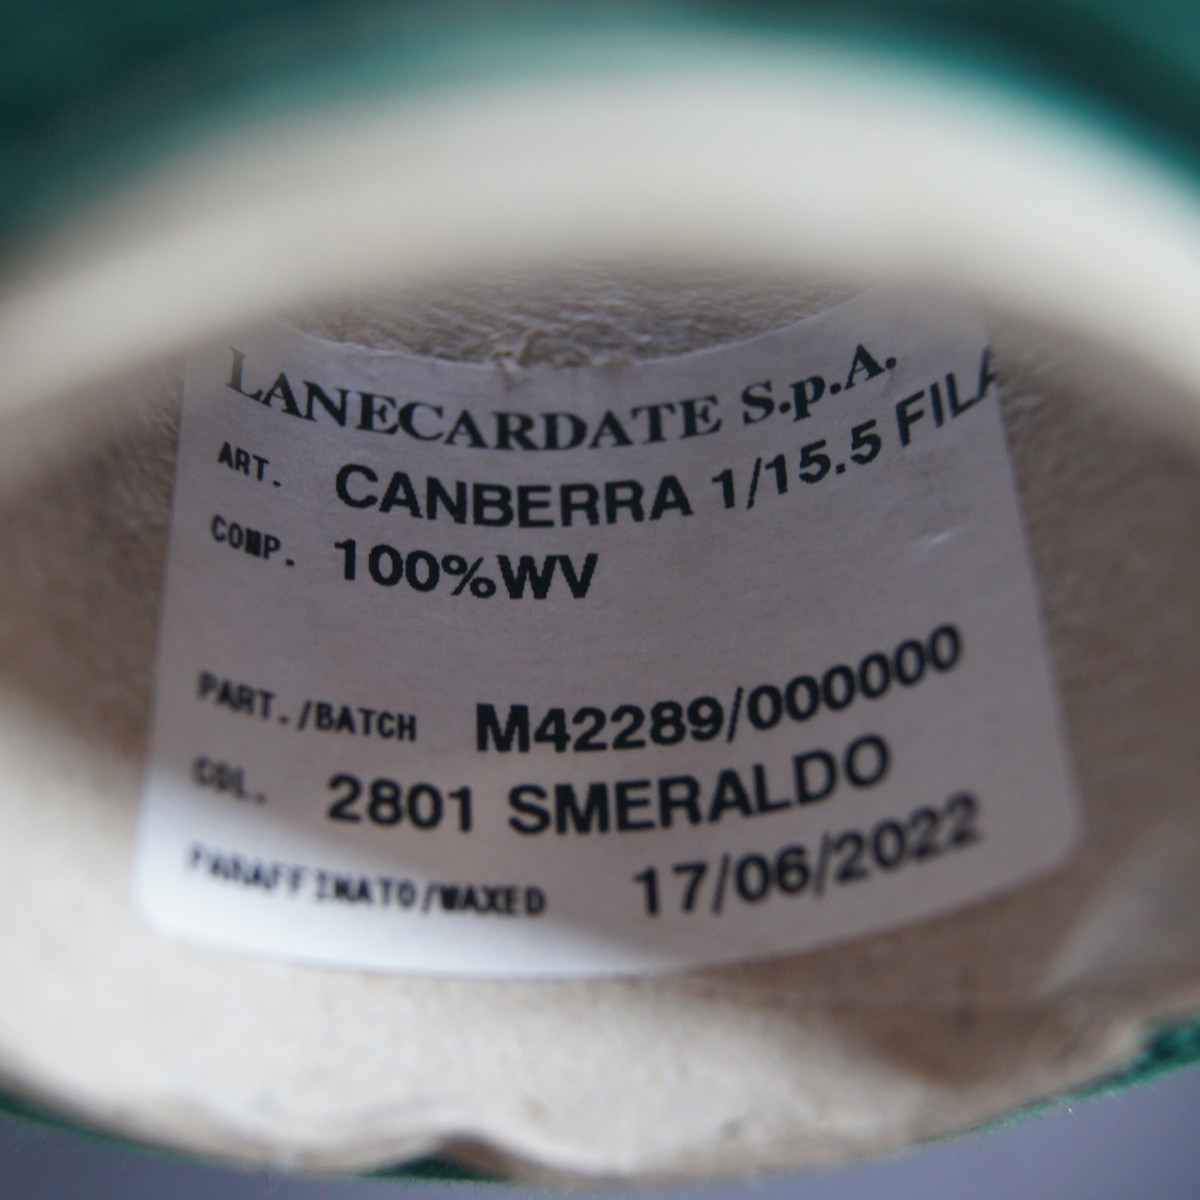 LANECARDATE S.p.A.
ART. CANBERRA 1/15.5 FILA
COMP. 100%WV
PART./BATCH M42289/000000
COL. 2801 SMERALDO
PARAFFINATO/WAXED 17/06/2022